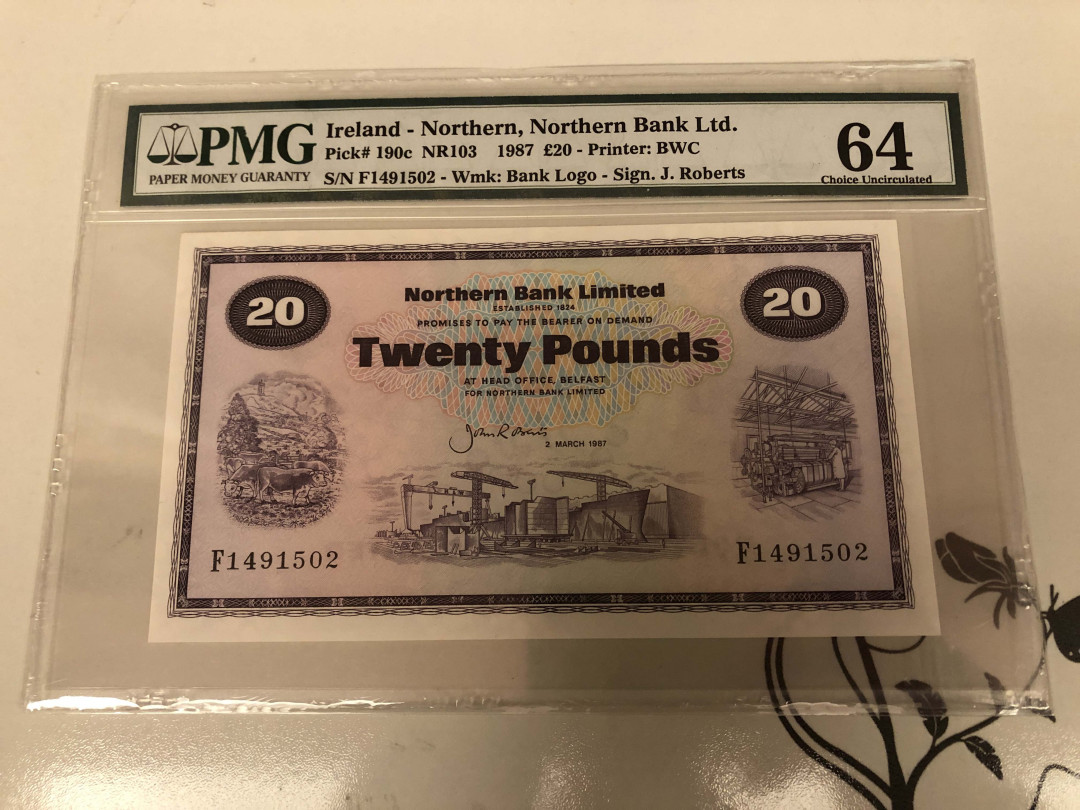 PMG
PAPER MONEY GUARANTY
Ireland - Northern, Northern Bank Ltd.
Pick# 190c NR103 1987 £20 - Printer: BWC
S/N F1491502 - Wmk: Bank Logo - Sign. J. Roberts
64
Choice Uncirculated
20
20
Northern Bank Limited
ESTABLISHED 1824
PROMISES TO PAY THE BEARER ON DEMAND
Twenty Pounds
AT HEAD OFFICE, BELFAST
FOR NORTHERN BANK LIMITED
John Roberts
2 MARCH 1987
F1491502
F1491502